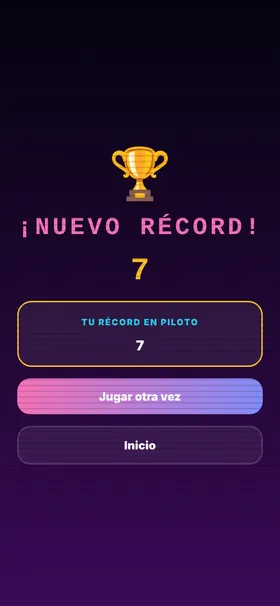 ¡NUEVO RÉCORD!
7
TU RÉCORD EN PILOTO
7
Jugar otra vez
Inicio